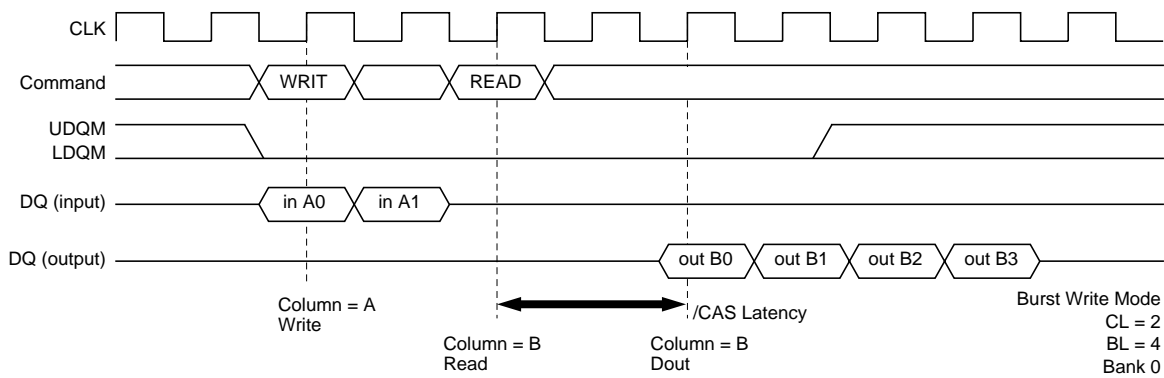 CLK
Command
WRIT
READ
UDQM
LDQM
DQ (input)
in A0
in A1
DQ (output)
out B0
out B1
out B2
out B3
Column = A
Write
/CAS Latency
Column = B
Read
Column = B
Dout
Burst Write Mode
CL = 2
BL = 4
Bank 0